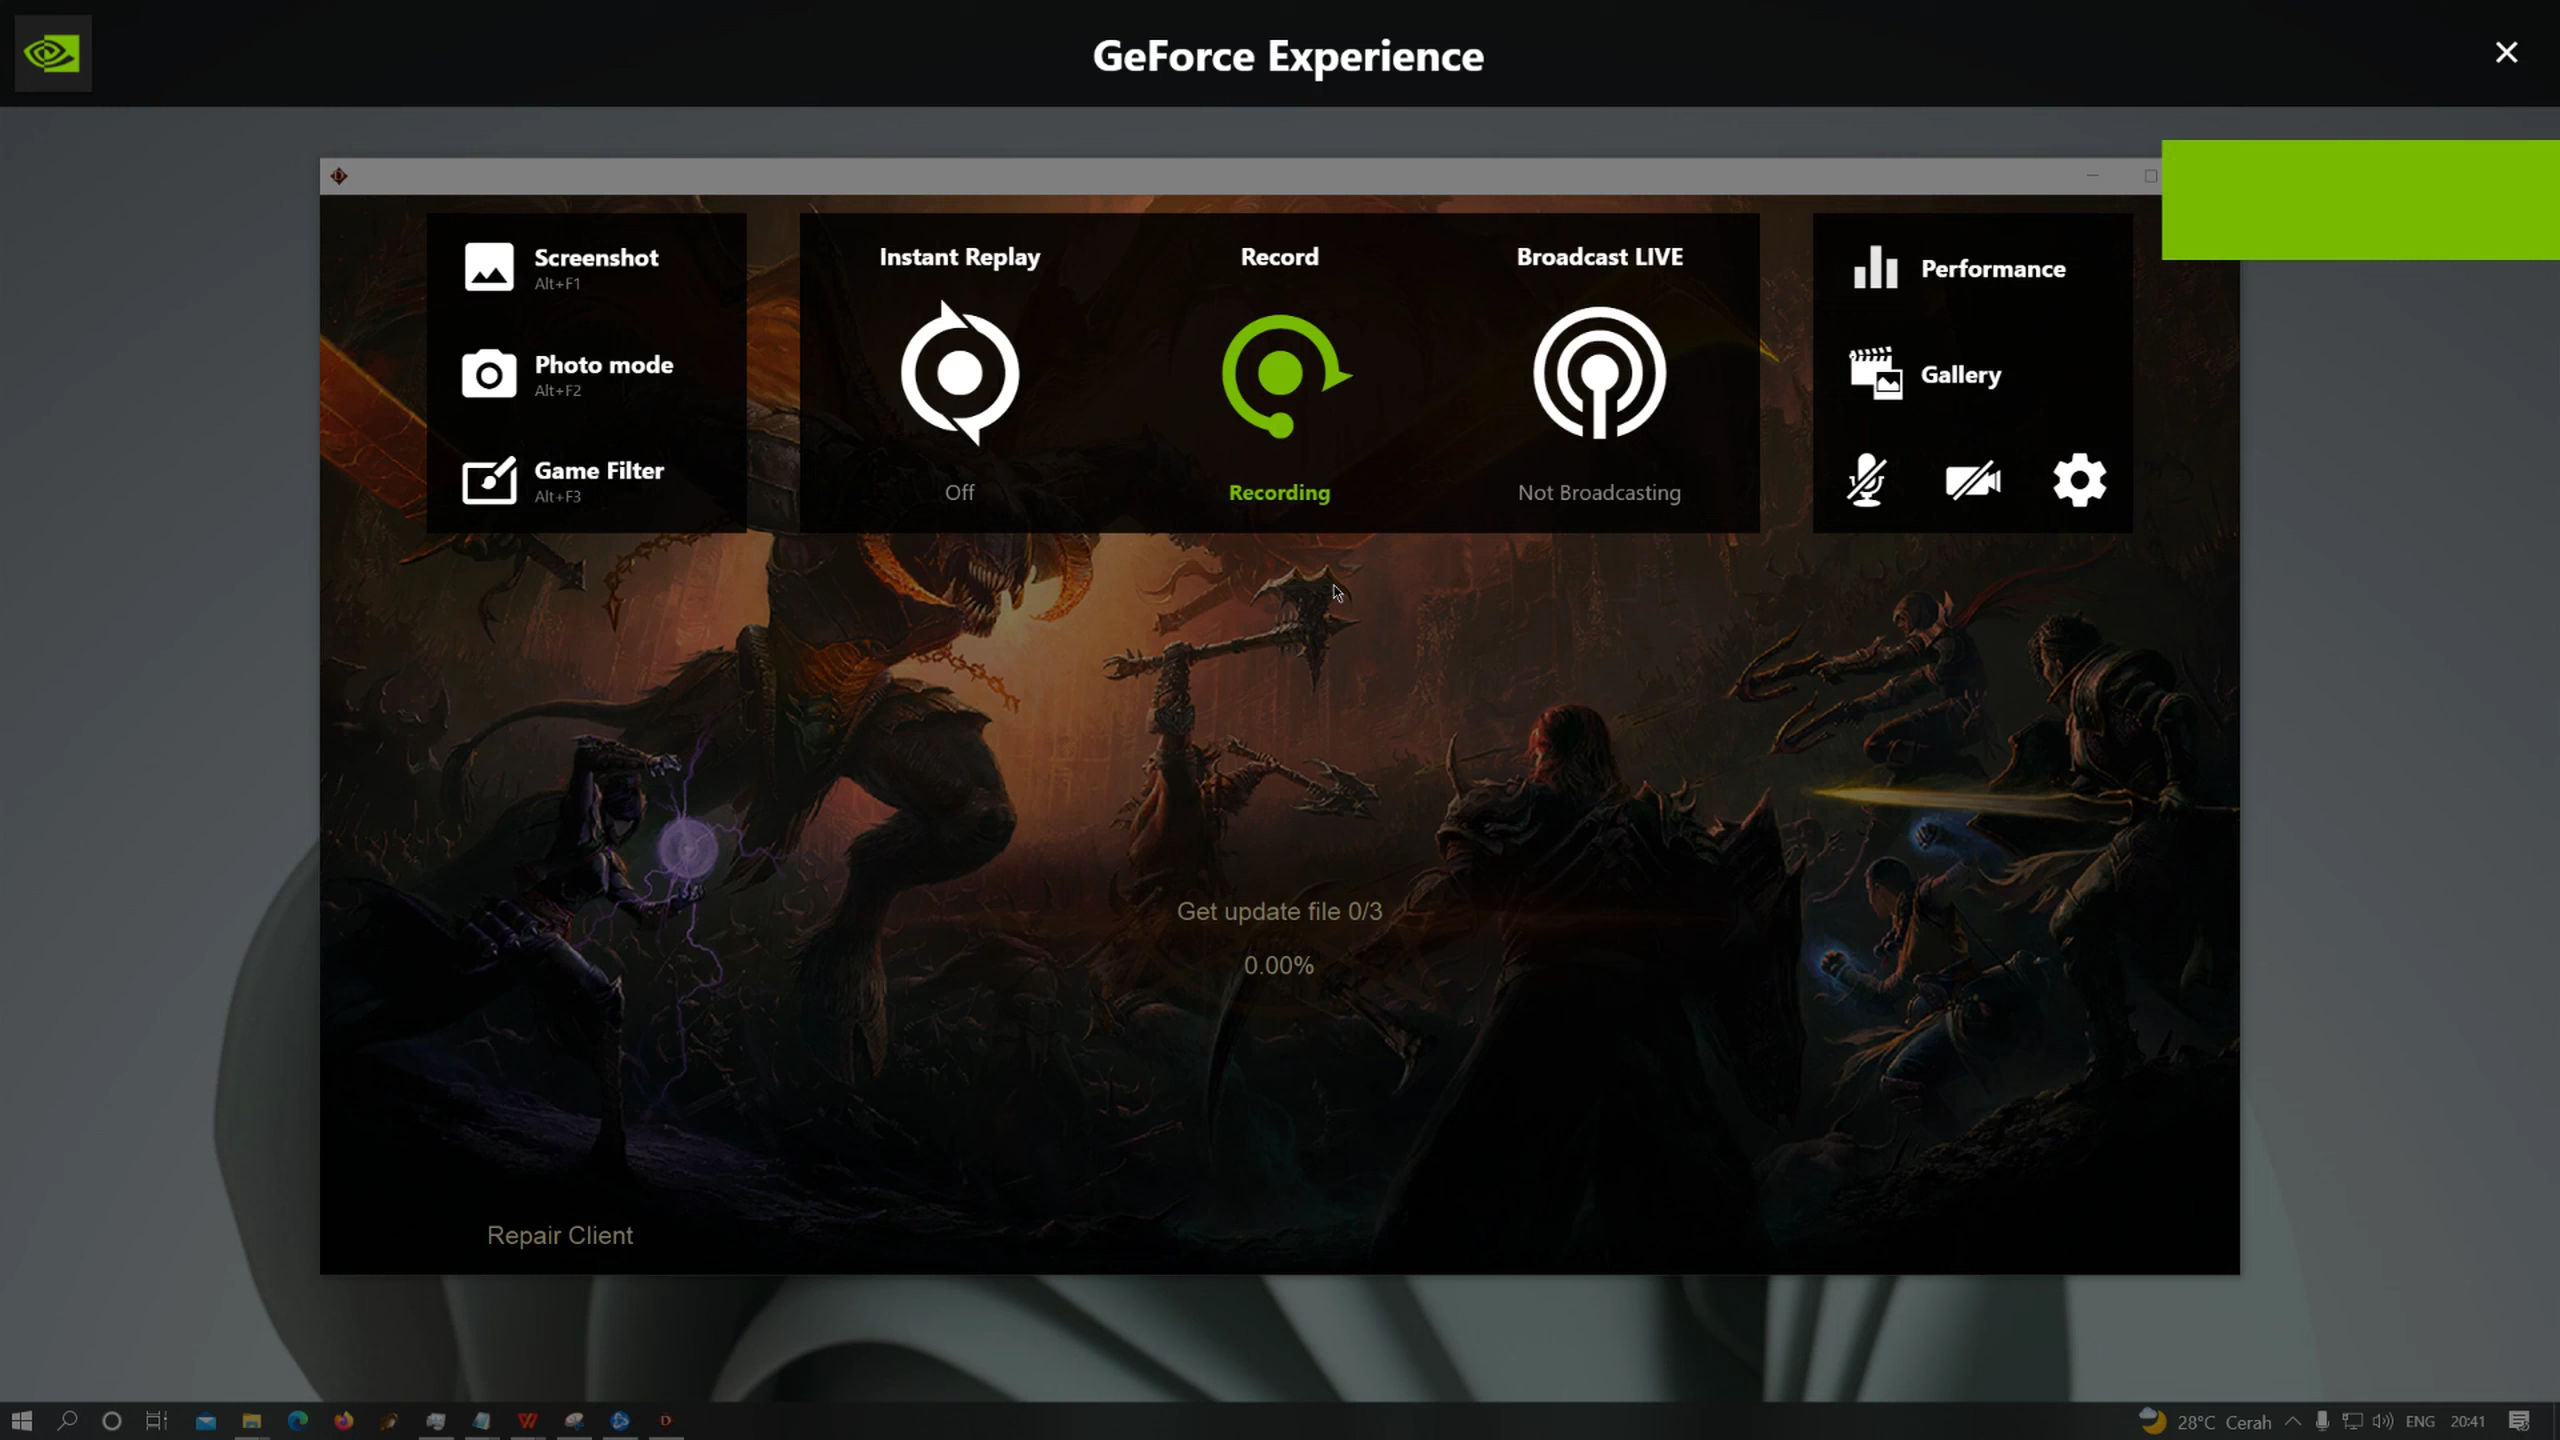 GeForce Experience
Screenshot
Alt+F1
Photo mode
Alt+F2
Game Filter
Alt+F3
Instant Replay
Off
Record
Recording
Broadcast LIVE
Not Broadcasting
Performance
Gallery
Get update file 0/3
0.00%
Repair Client
28°C Cerah
ENG
20:41